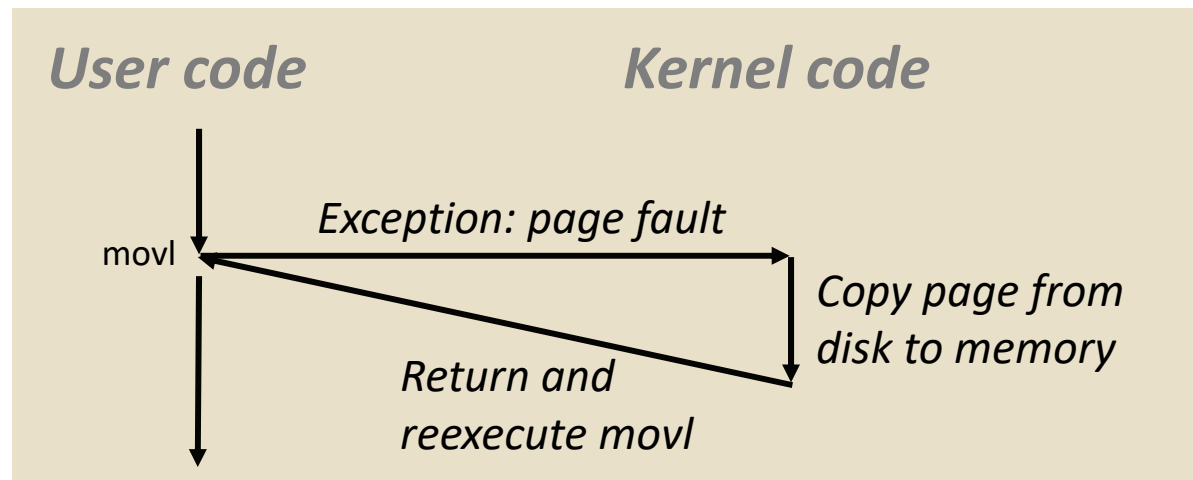 User code
Kernel code
Exception: page fault
movl
Copy page from
disk to memory
Return and
reexecute movl